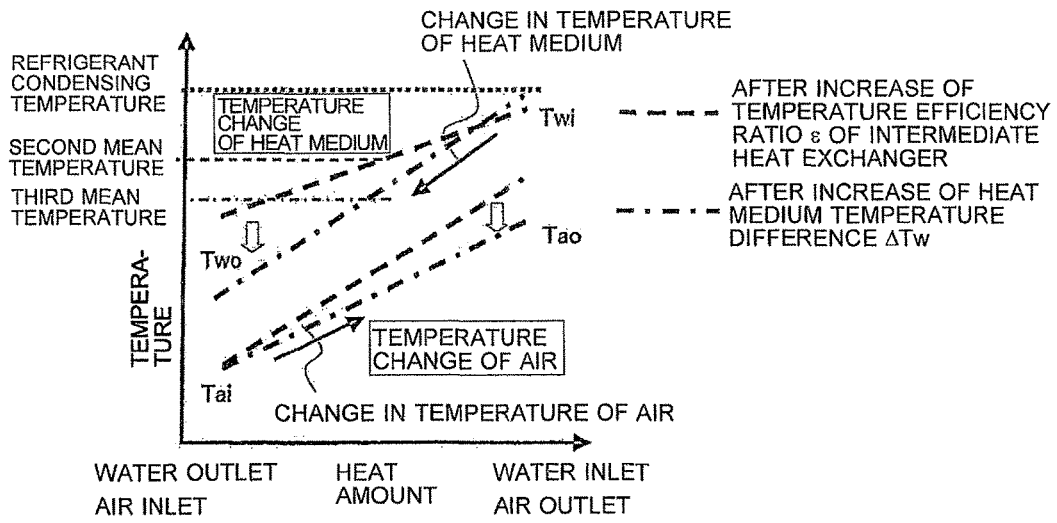 CHANGE IN TEMPERATURE
OF HEAT MEDIUM
REFRIGERANT
CONDENSING
TEMPERATURE
TEMPERATURE
CHANGE
OF HEAT MEDIUM
Twi
SECOND MEAN
TEMPERATURE
THIRD MEAN
TEMPERATURE
Two
Tao
TEMPERA-
TURE
TEMPERATURE
CHANGE OF AIR
Tai
CHANGE IN TEMPERATURE OF AIR
WATER OUTLET
AIR INLET
HEAT
AMOUNT
WATER INLET
AIR OUTLET
AFTER INCREASE OF
TEMPERATURE EFFICIENCY
RATIO ε OF INTERMEDIATE
HEAT EXCHANGER
AFTER INCREASE OF HEAT
MEDIUM TEMPERATURE
DIFFERENCE ΔTw